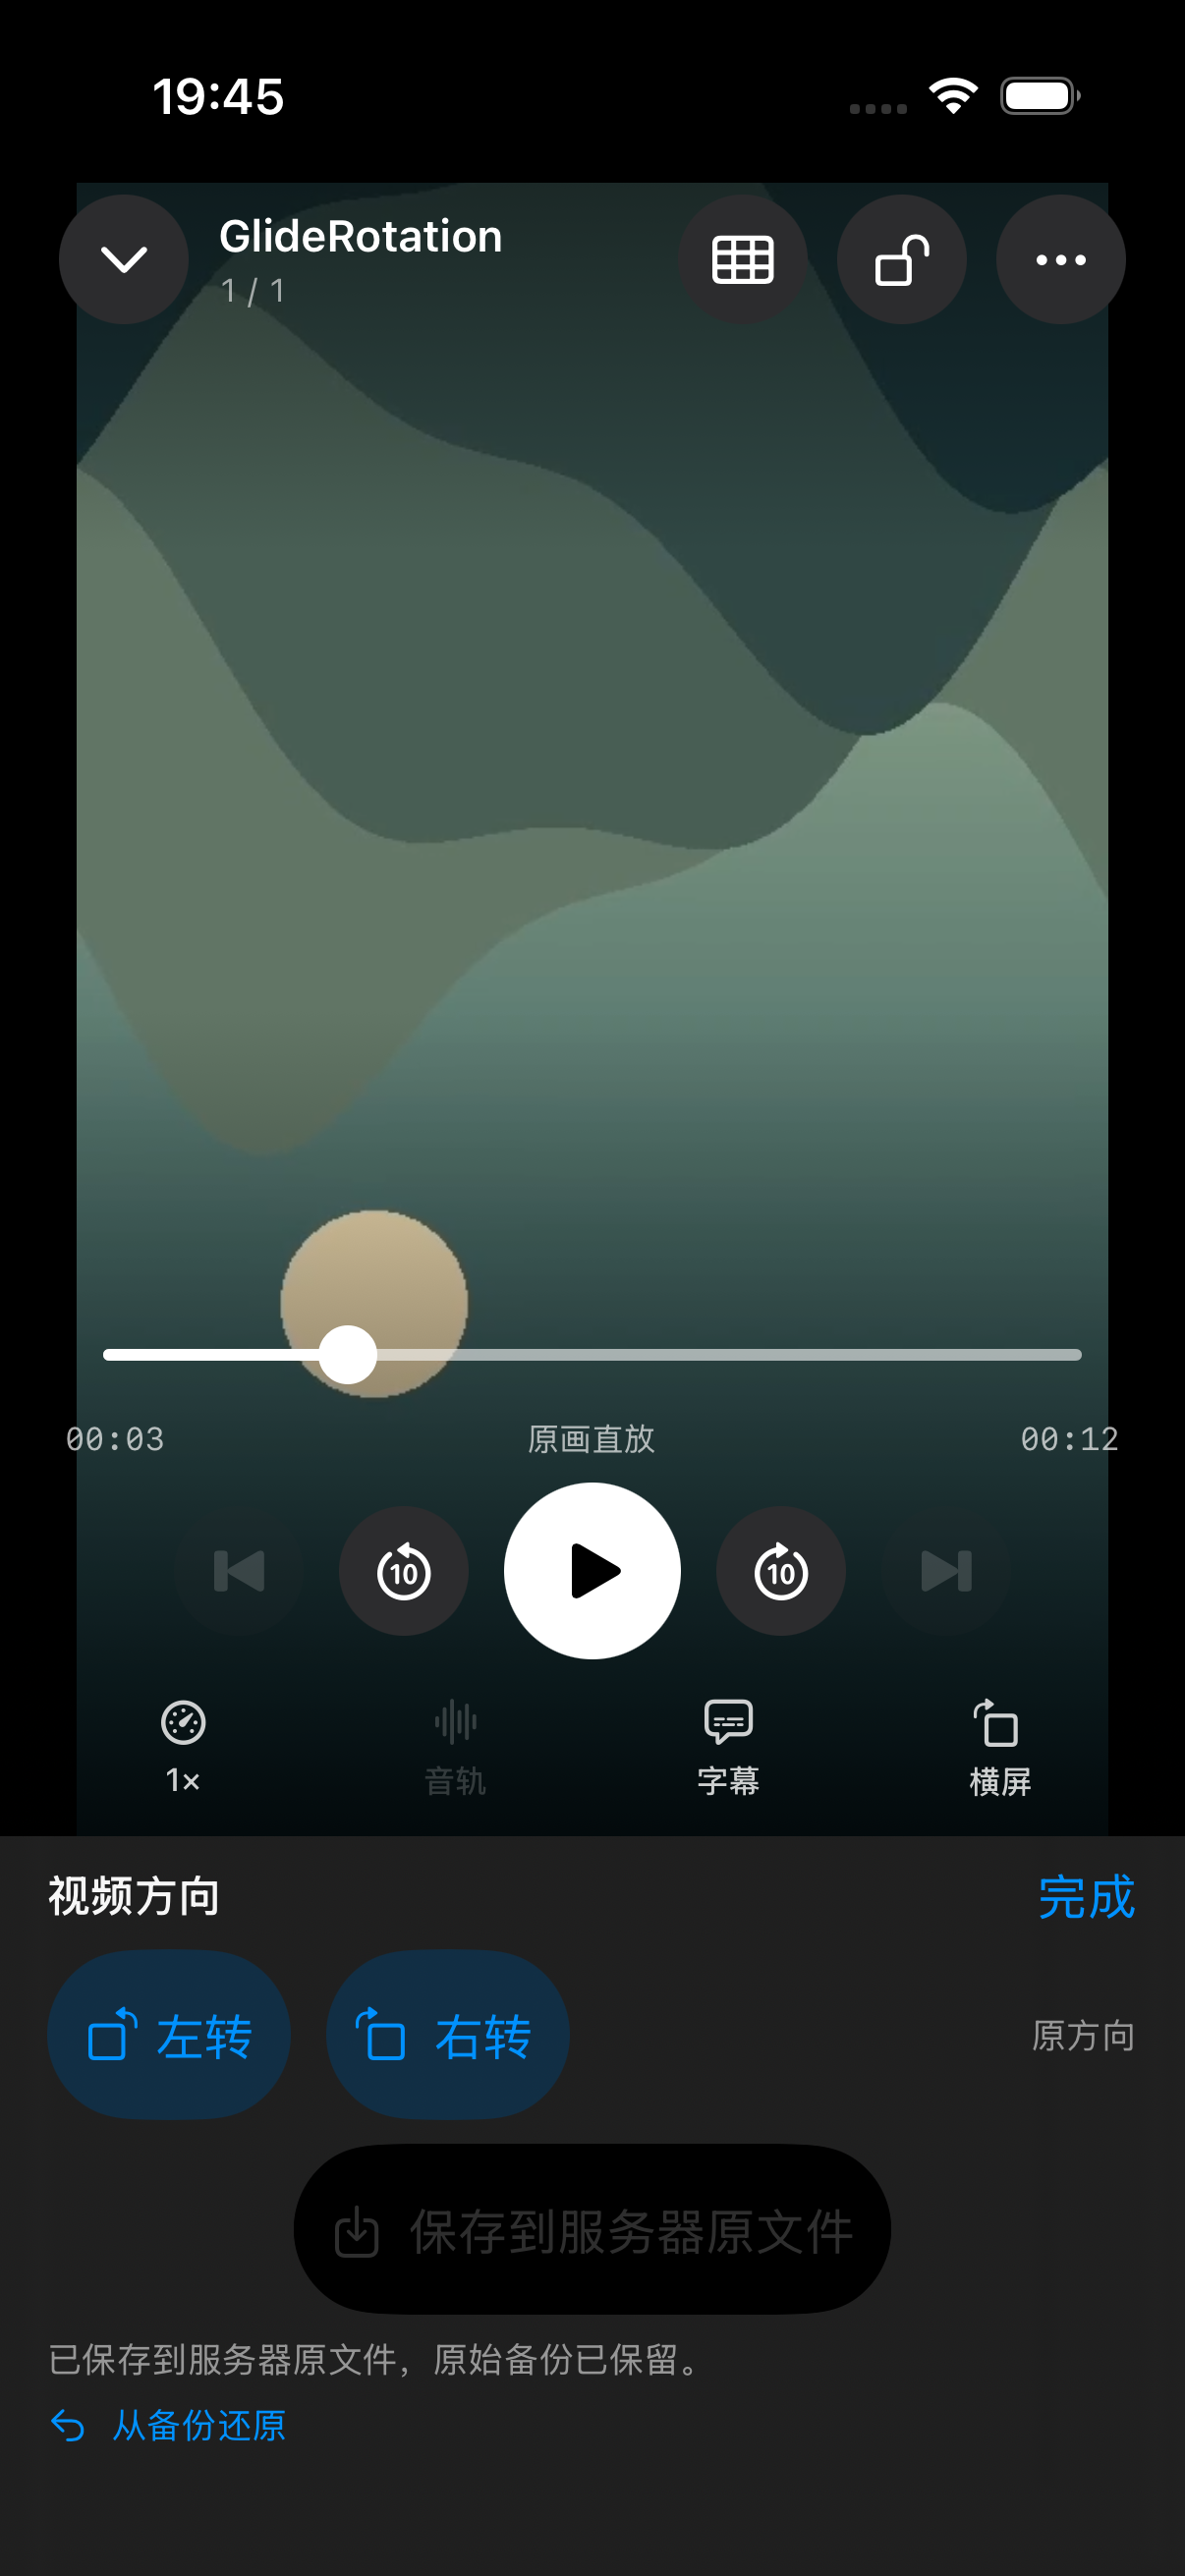 19:45
GlideRotation
1 / 1
00:03 原画直放 00:12
10 10
1× 音轨 字幕 横屏
视频方向 完成
左转 右转 原方向
保存到服务器原文件
已保存到服务器原文件，原始备份已保留。
从备份还原